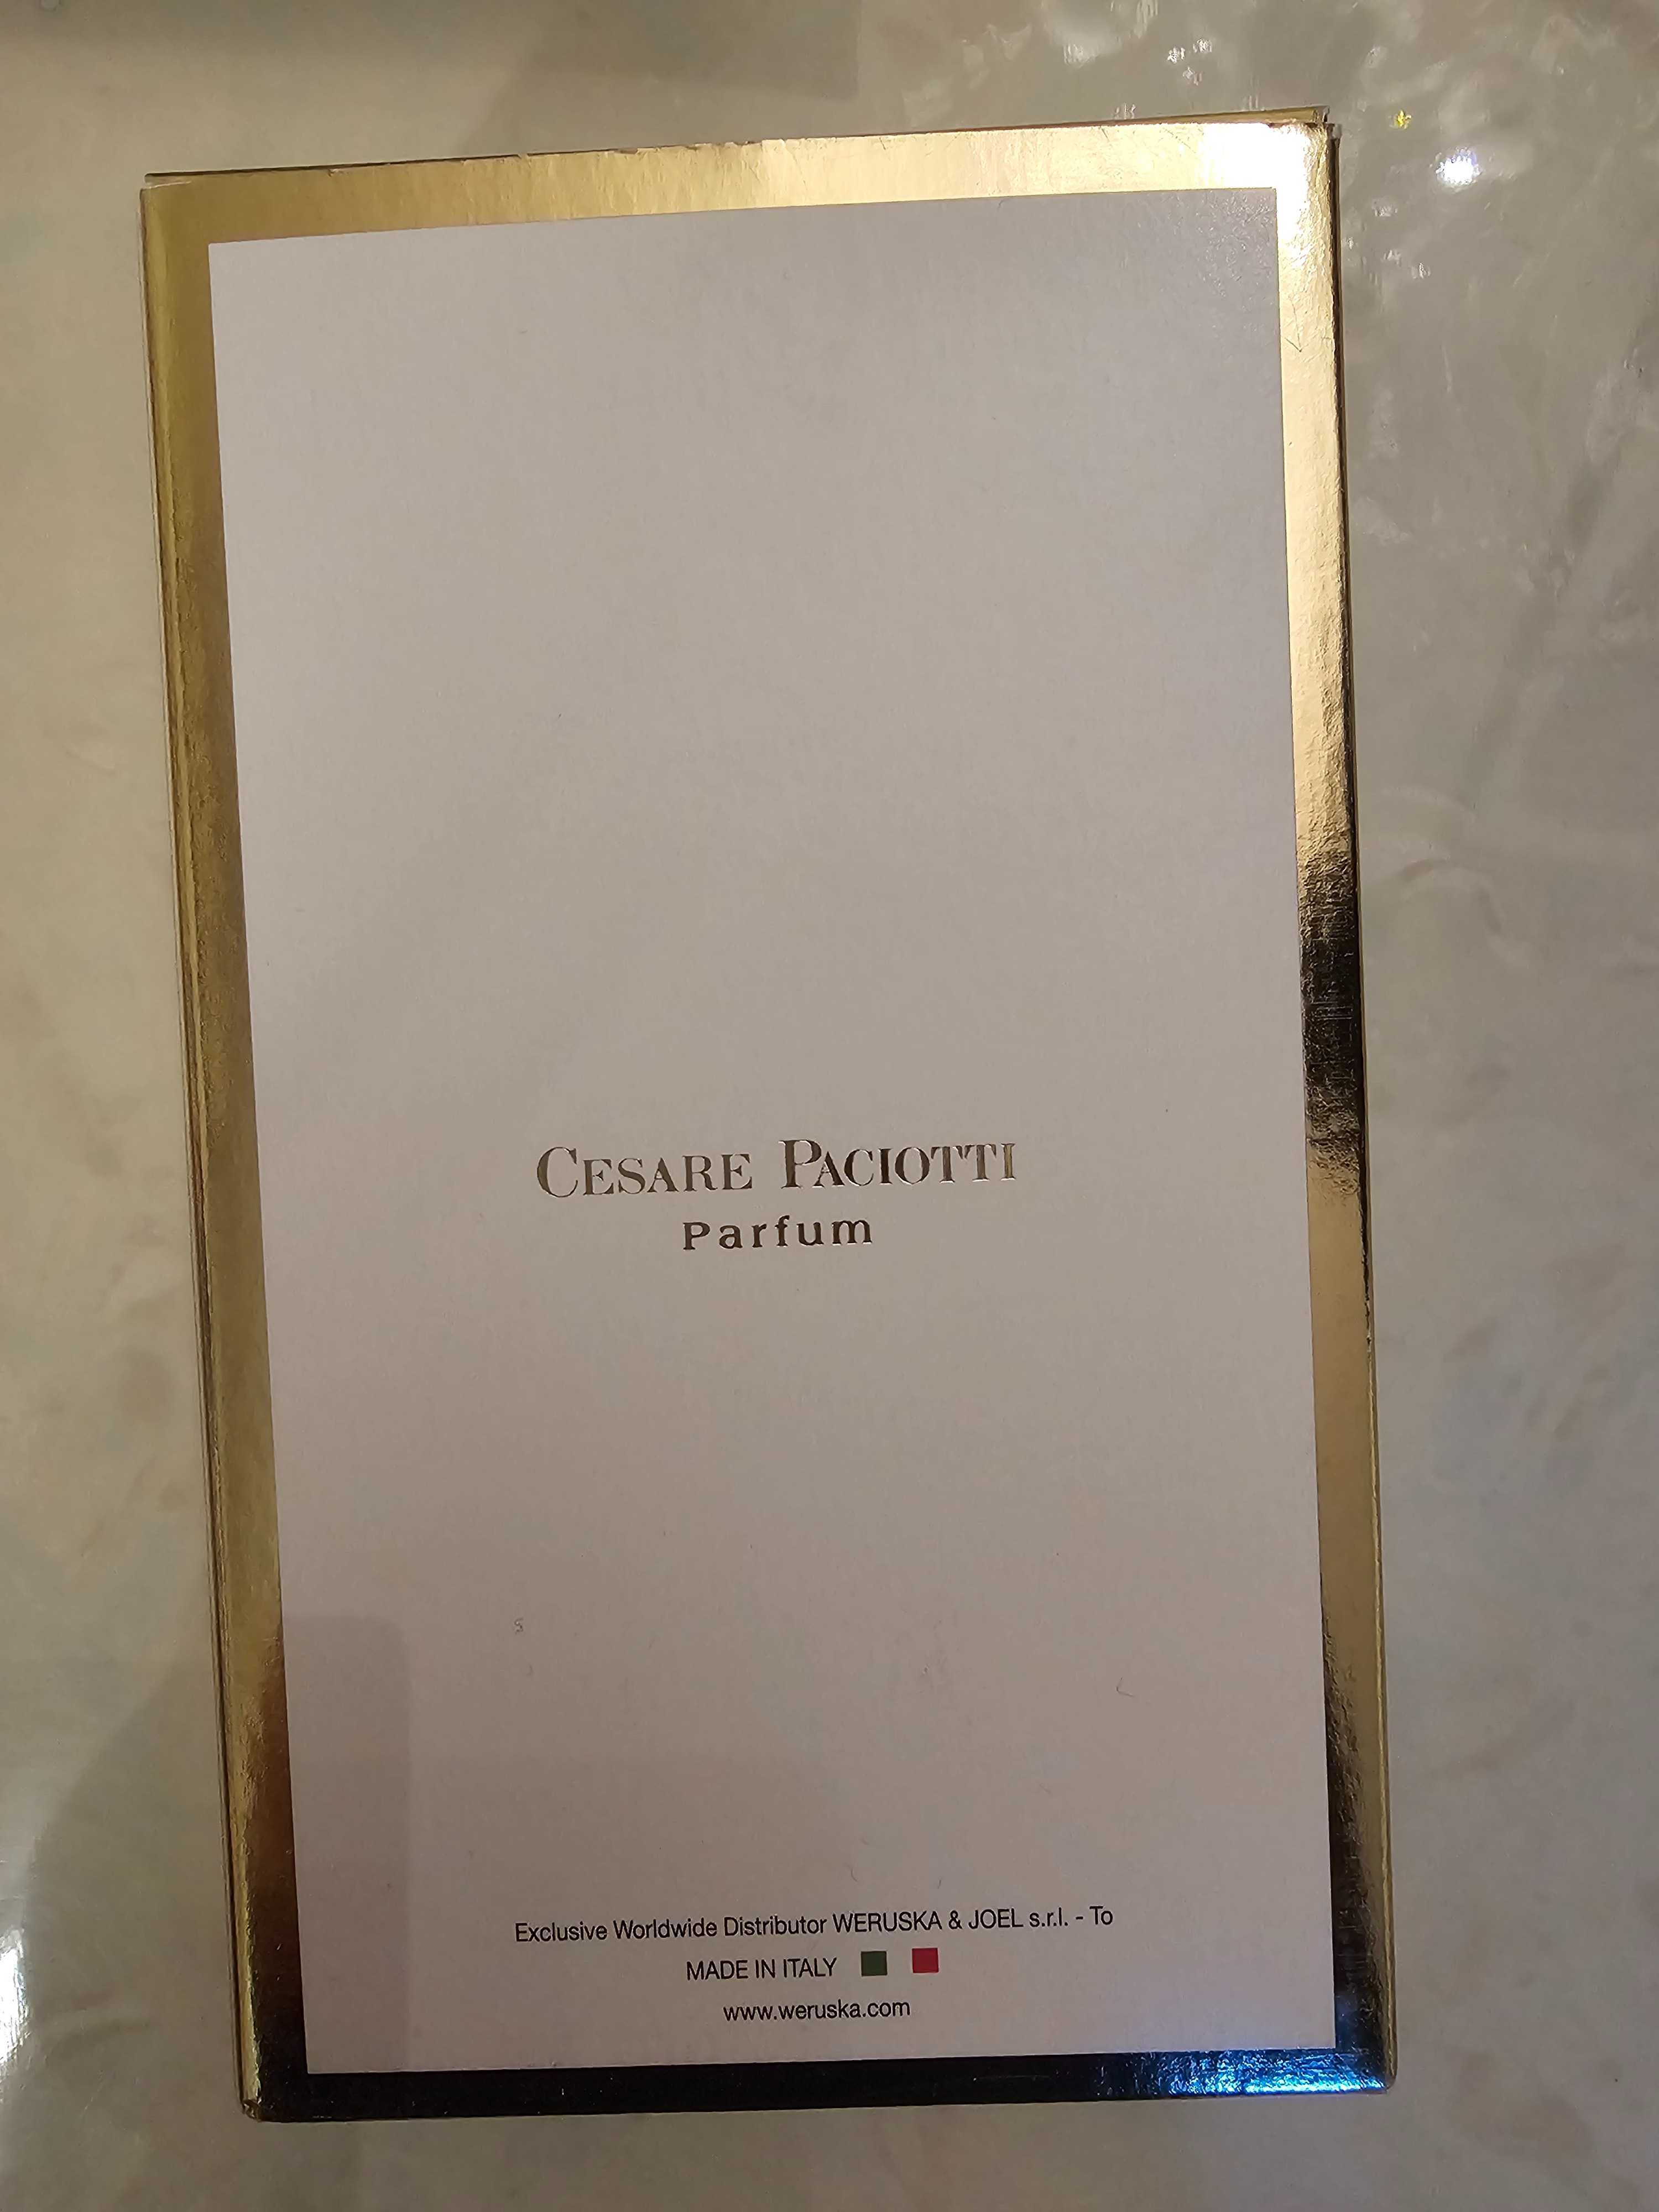 CESARE PACIOTTI
Parfum
Exclusive Worldwide Distributor WERUSKA & JOEL s.r.l. - To
MADE IN ITALY
www.weruska.com